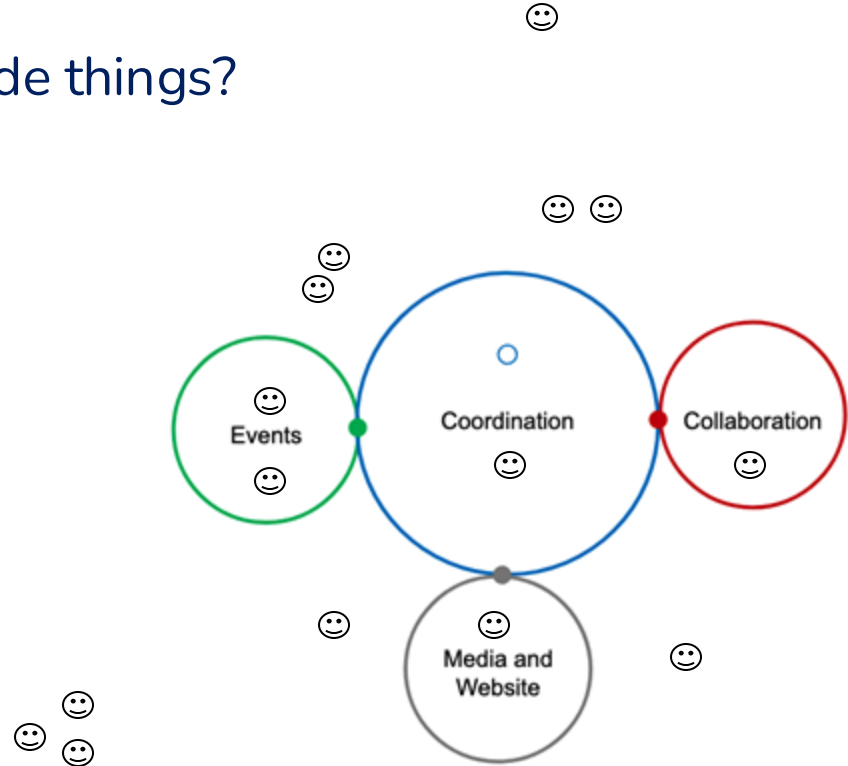 de things?
Coordination
Collaboration
Events
Media and
Website